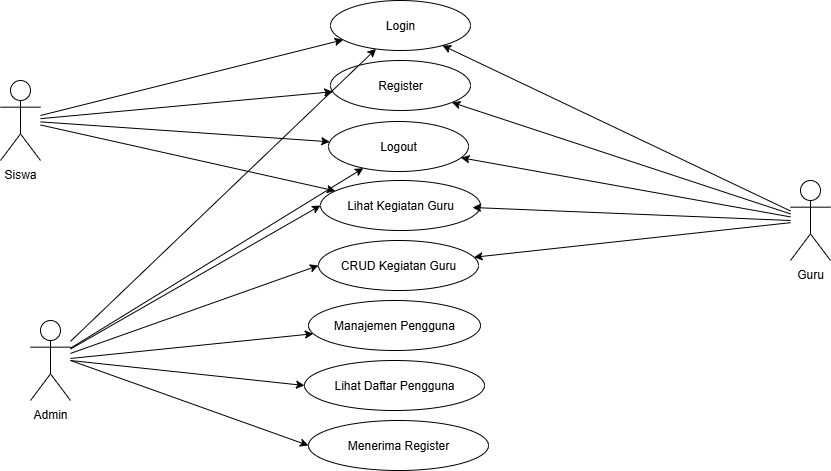 Login
Register
Siswa
Logout
Lihat Kegiatan Guru
Guru
CRUD Kegiatan Guru
Manajemen Pengguna
Lihat Daftar Pengguna
Admin
Menerima Register